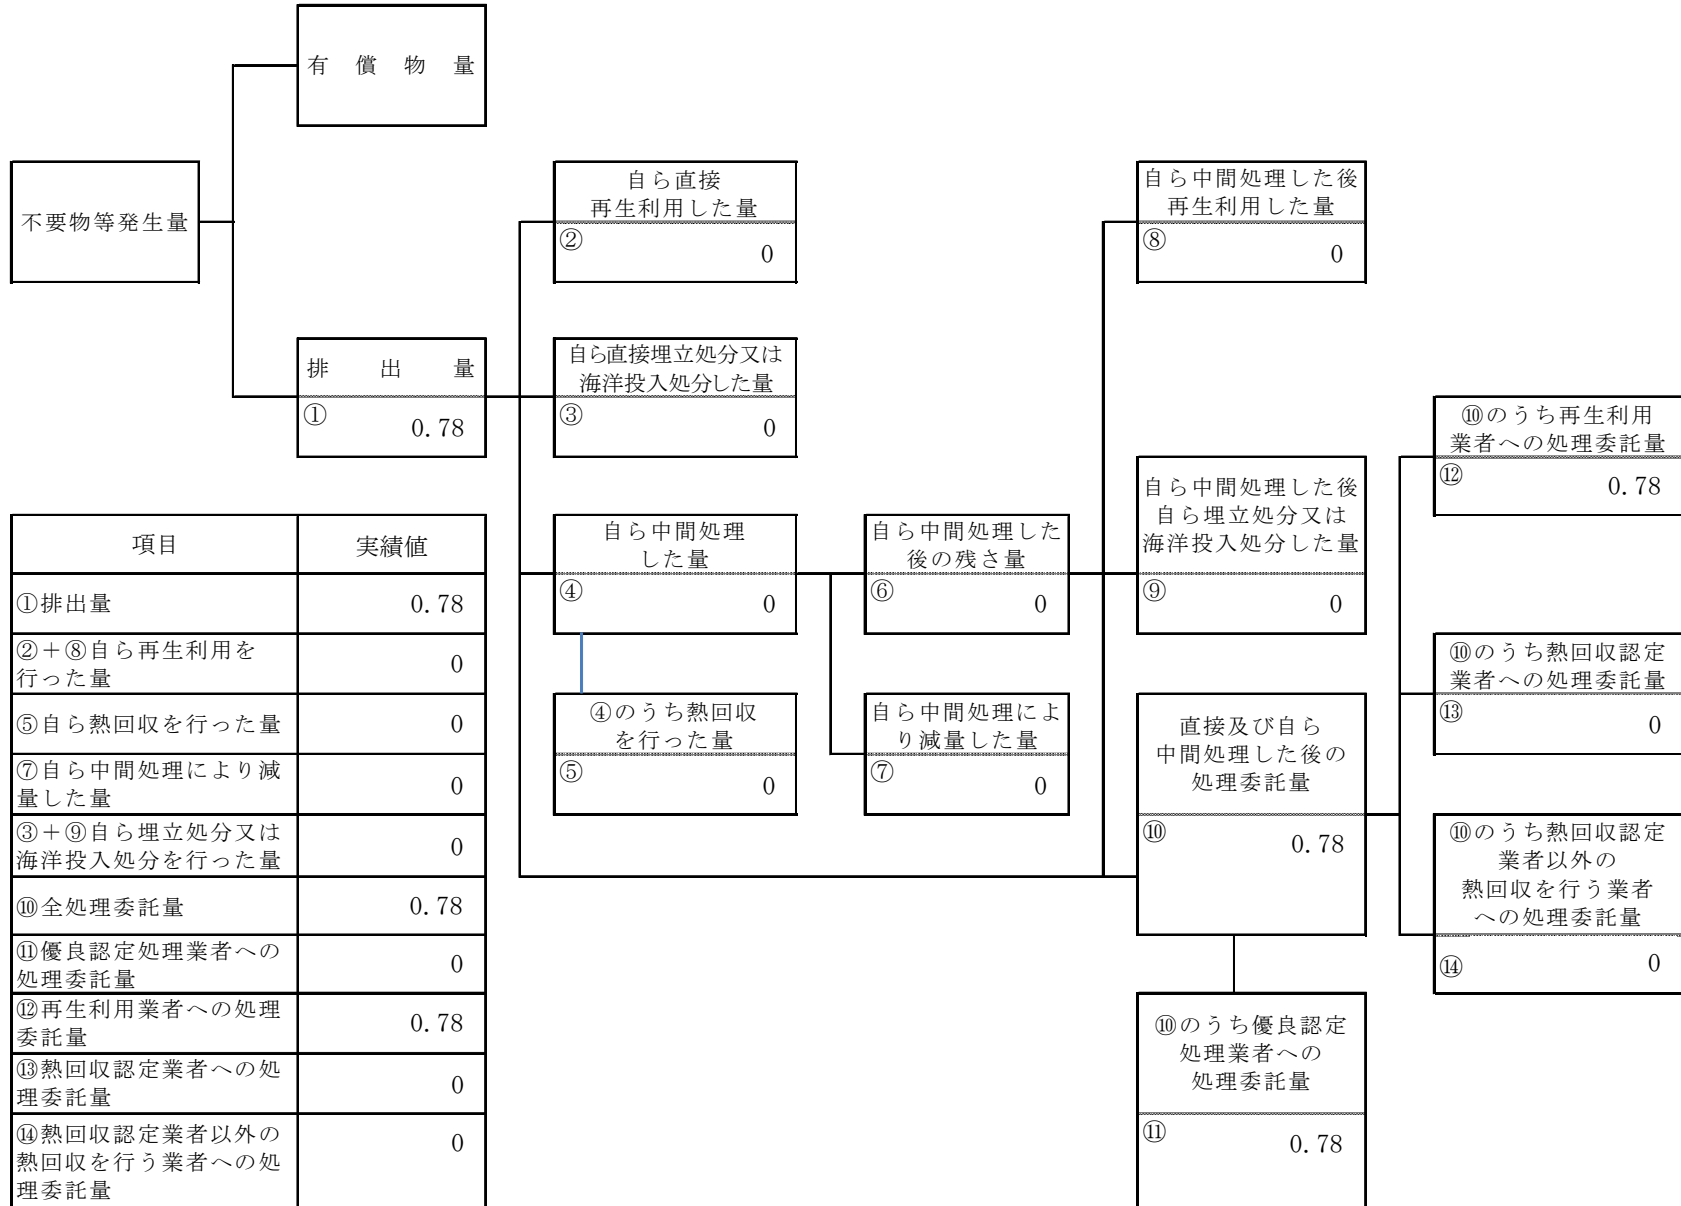 有償物量
不要物等発生量
自ら直接
再生利用した量
②
0
自ら中間処理した後
再生利用した量
⑧
0
排出量
①
0.78
自ら直接埋立処分又は
海洋投入処分した量
③
0
⑩のうち再生利用
業者への処理委託量
⑫
0.78
自ら中間処理した後
自ら埋立処分又は
海洋投入処分した量
⑨
0
自ら中間処理
した量
④
0
自ら中間処理した
後の残さ量
⑥
0
⑩のうち熱回収認定
業者への処理委託量
⑬
0
④のうち熱回収
を行った量
⑤
0
自ら中間処理によ
り減量した量
⑦
0
直接及び自ら
中間処理した後の
処理委託量
⑩
0.78
⑩のうち熱回収認定
業者以外の
熱回収を行う業者
への処理委託量
⑭
0
⑩のうち優良認定
処理業者への
処理委託量
⑪
0.78
項目 実績値
①排出量 0.78
②+⑧自ら再生利用を
行った量
0
⑤自ら熱回収を行った量 0
⑦自ら中間処理により減
量した量
0
③+⑨自ら埋立処分又は
海洋投入処分を行った量
0
⑩全処理委託量 0.78
⑪優良認定処理業者への
処理委託量
0
⑫再生利用業者への処理
委託量
0.78
⑬熱回収認定業者への処
理委託量
0
⑭熱回収認定業者以外の
熱回収を行う業者への処
理委託量
0